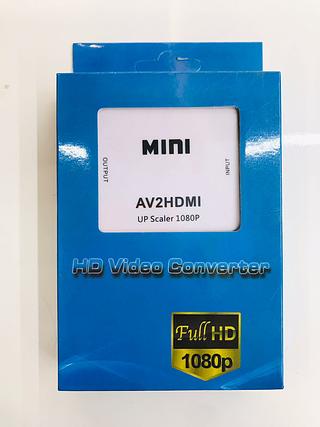 MINI
OUTPUT
INPUT
AV2HDMI
UP Scaler 1080P
HD Video Converter
Full HD
1080p